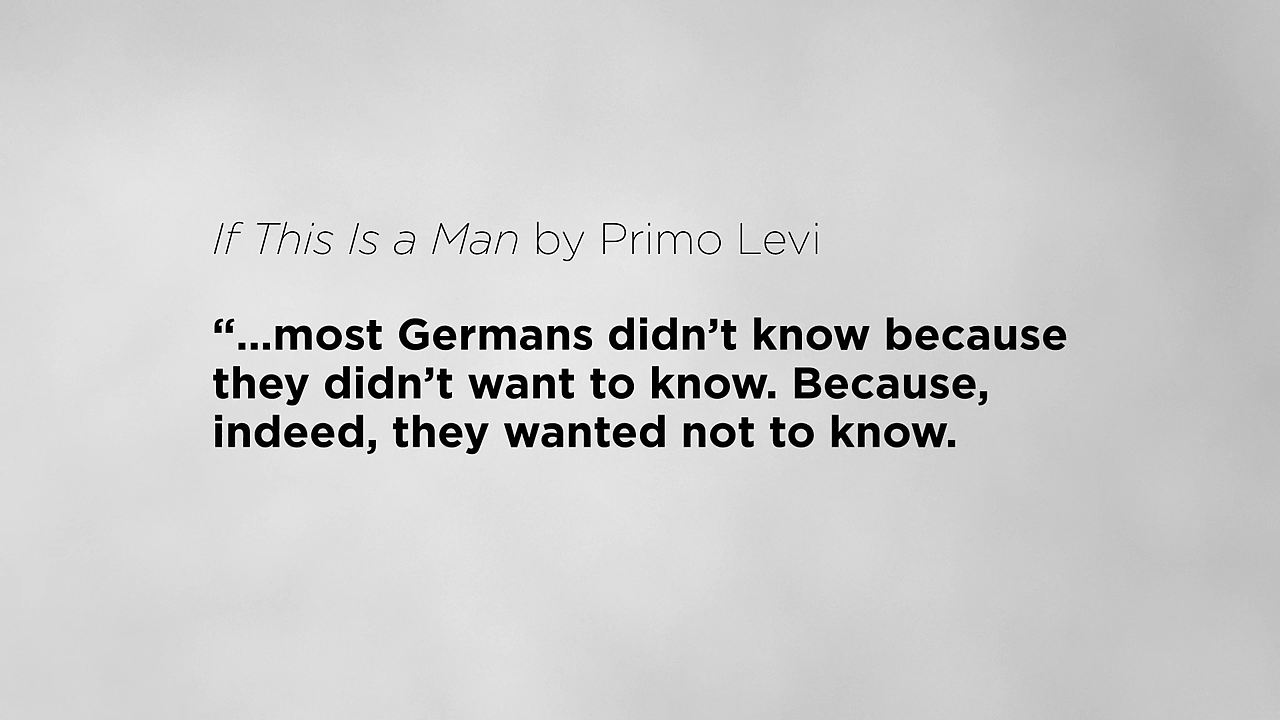 If This Is a Man by Primo Levi
“...most Germans didn’t know because
they didn’t want to know. Because,
indeed, they wanted not to know.